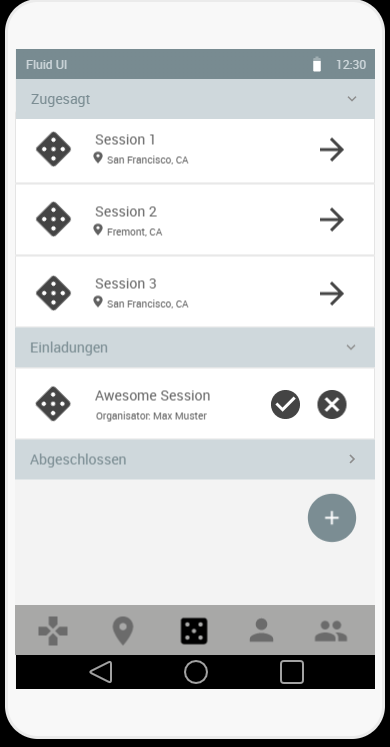 Fluid UI 12:30
Zugesagt
Session 1
San Francisco, CA
Session 2
Fremont, CA
Session 3
San Francisco, CA
Einladungen
Awesome Session
Organisator: Max Muster
Abgeschlossen